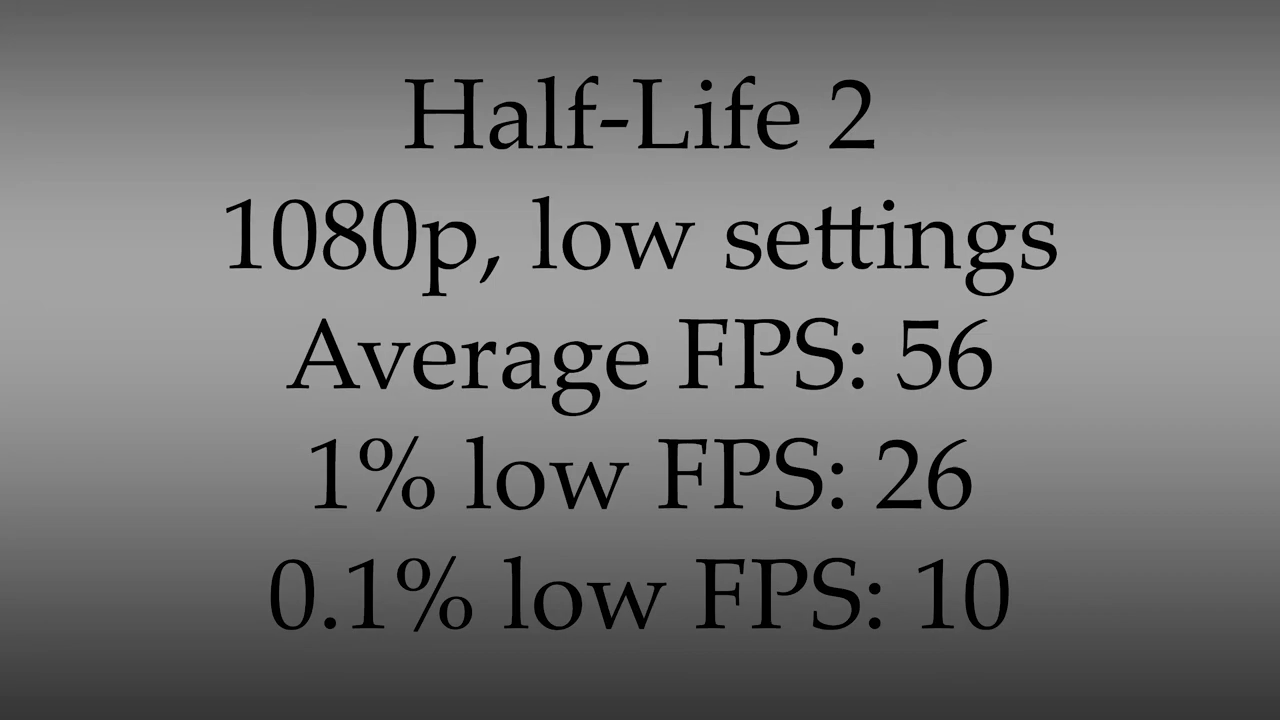 Half-Life 2
1080p, low settings
Average FPS: 56
1% low FPS: 26
0.1% low FPS: 10